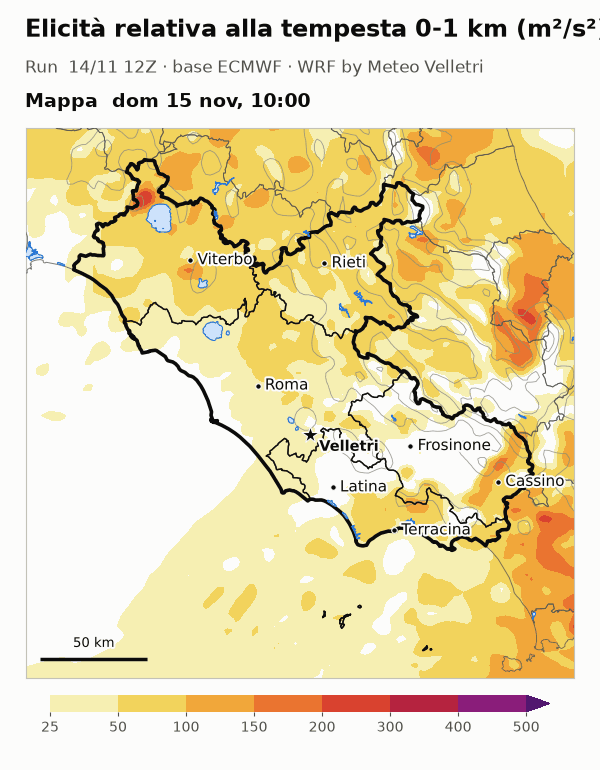 Elicità relativa alla tempesta 0-1 km (m²/s²)
Run 14/11 12Z · base ECMWF · WRF by Meteo Velletri
Mappa dom 15 nov, 10:00
Viterbo
Rieti
Roma
Velletri
Frosinone
Cassino
Latina
Terracina
50 km
25 50 100 150 200 300 400 500